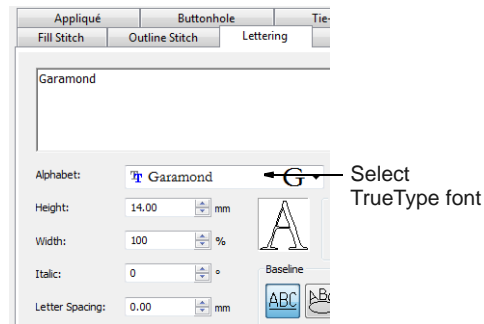 Appliqué Buttonhole Tie-
Fill Stitch Outline Stitch Lettering
Garamond
Alphabet: Garamond G
Select
TrueType font
Height: 14.00 mm
A
Width: 100 %
Italic: 0 °
Baseline
Letter Spacing: 0.00 mm
ABC